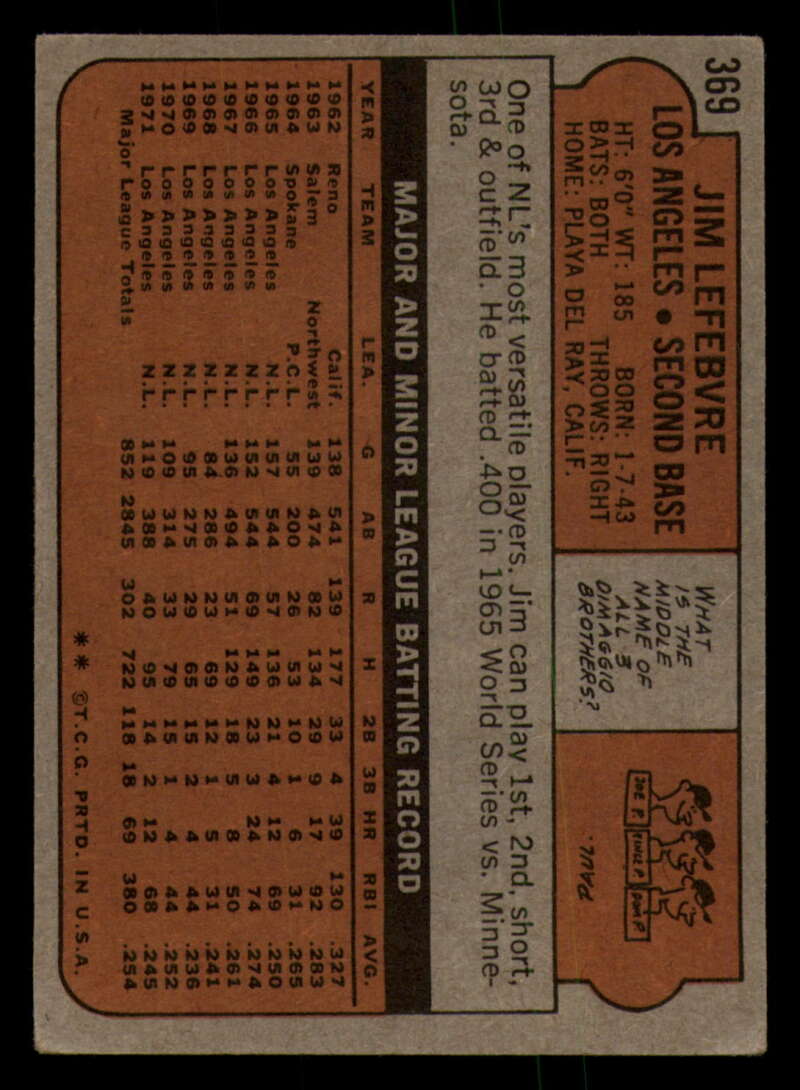 369
JIM LEFEBVRE
LOS ANGELES • SECOND BASE
HT: 6'0" WT: 185 BORN: 1-7-43
BATS: BOTH THROWS: RIGHT
HOME: PLAYA DEL RAY, CALIF.
WHAT
IS THE
MIDDLE
NAME OF
ALL 3
DIMAGGIO
BROTHERS?
JOE P. VINCE P. DOM P.
PAUL.
One of NL's most versatile players. Jim can play 1st, 2nd, short,
3rd & outfield. He batted .400 in 1965 World Series vs. Minne-
sota.
MAJOR AND MINOR LEAGUE BATTING RECORD
YEAR TEAM LEA. G AB R H 2B 3B HR RBI AVG.
1962 Reno Calif. 138 541 139 177 33 4 39 130 .327
1963 Salem Northwest 139 474 82 134 29 9 17 92 .283
1964 Spokane P.C.L. 55 200 26 53 10 1 6 31 .265
1965 Los Angeles N.L. 157 544 57 136 21 4 12 69 .250
1966 Los Angeles N.L. 152 544 69 149 23 3 24 74 .274
1967 Los Angeles N.L. 136 494 51 129 18 5 8 50 .261
1968 Los Angeles N.L. 84 286 23 69 12 1 5 31 .241
1969 Los Angeles N.L. 95 275 29 65 15 2 4 44 .236
1970 Los Angeles N.L. 109 314 33 79 15 1 4 44 .252
1971 Los Angeles N.L. 119 388 40 95 14 2 12 68 .245
Major League Totals 852 2845 302 722 118 18 69 380 .254
** ©T.C.G. PRTD. IN U.S.A.